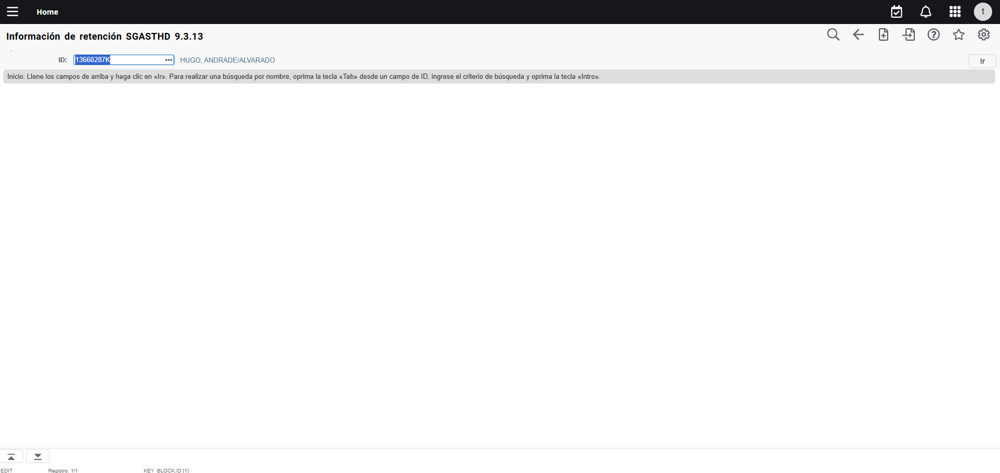 Home
t
Información de retención SGASTHD 9.3.13
ID: 13660287K HUGO, ANDRADE/ALVARADO
Ir
Inicio: Llene los campos de arriba y haga clic en «Ir». Para realizar una búsqueda por nombre, oprima la tecla «Tab» desde un campo de ID, ingrese el criterio de búsqueda y oprima la tecla «Intro».
EDIT Registro: 1/1 KEY_BLOCK.ID [1]